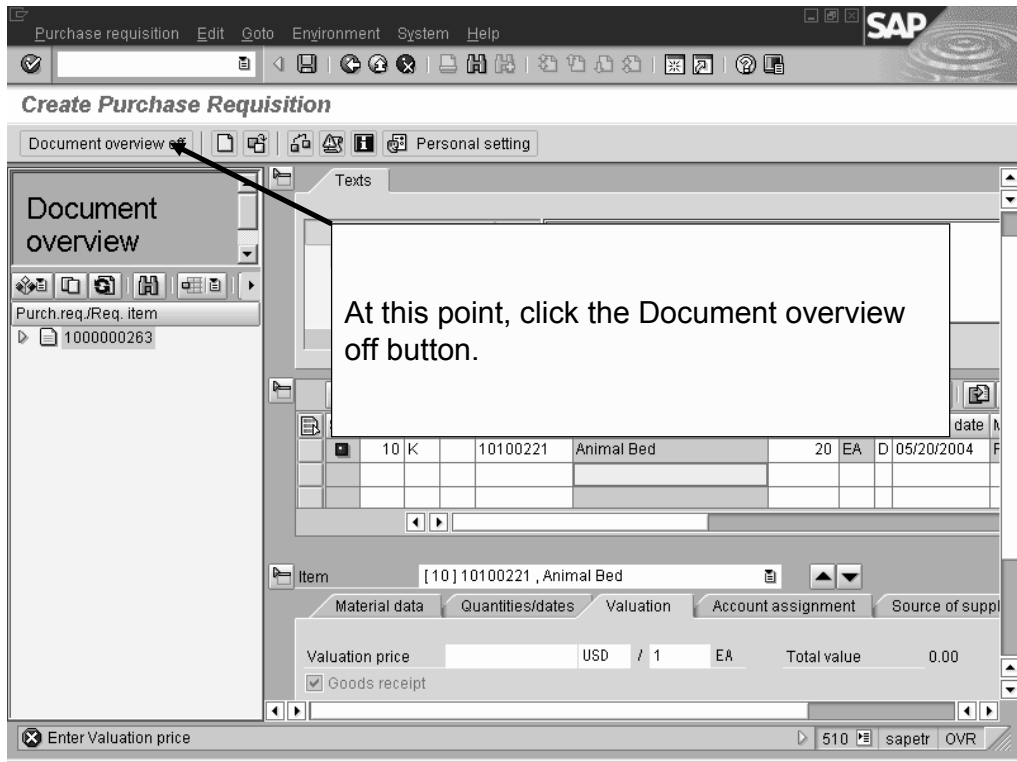 Purchase requisition Edit Goto Environment System Help
SAP
Create Purchase Requisition
Document overview off Personal setting
Texts
Document
overview
Purch.req./Req. item
1000000263
At this point, click the Document overview
off button.
date
10 K 10100221 Animal Bed 20 EA D 05/20/2004
Item [ 10 ] 10100221 , Animal Bed
Material data Quantities/dates Valuation Account assignment Source of suppl
Valuation price USD / 1 EA Total value 0.00
Goods receipt
Enter Valuation price 510 sapetr OVR